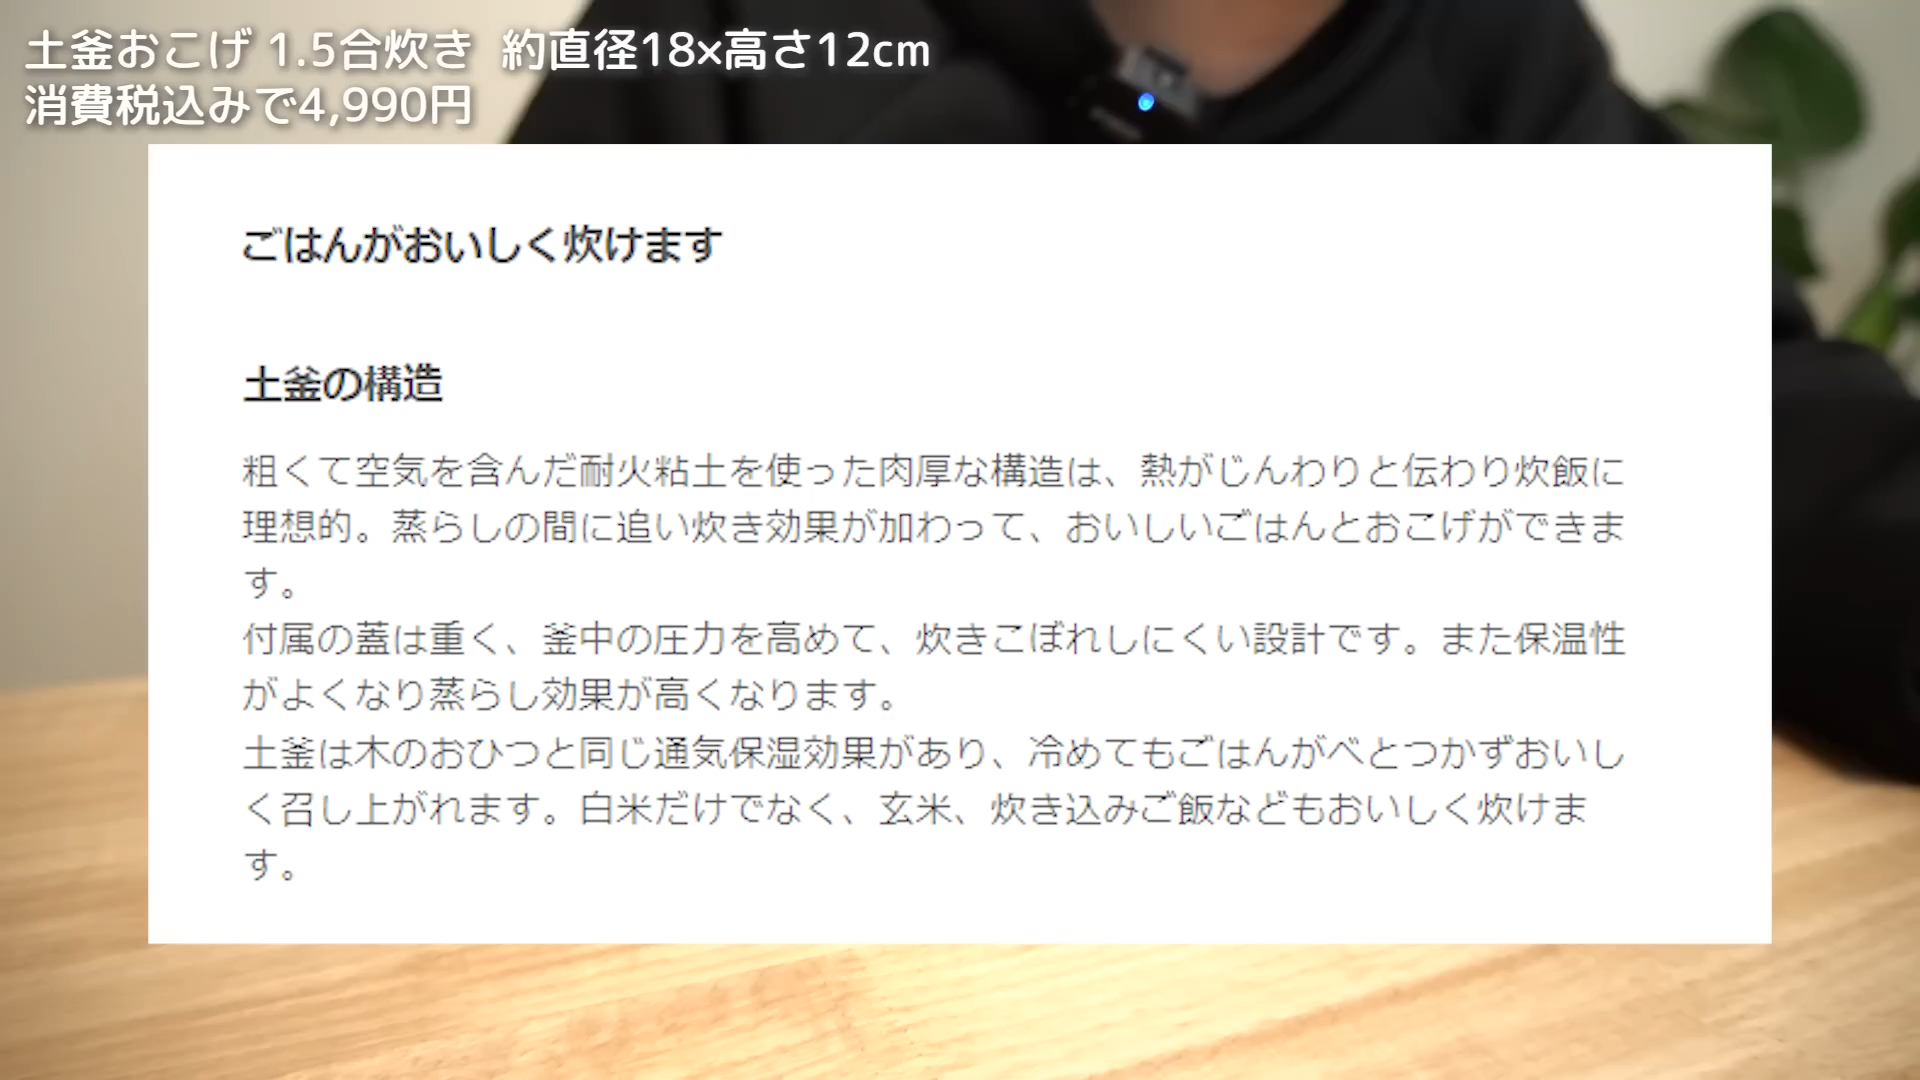 土釜おこげ 1.5合炊き 約直径18×高さ12cm
消費税込みで4,990円
ごはんがおいしく炊けます
土釜の構造
粗くて空気を含んだ耐火粘土を使った肉厚な構造は、熱がじんわりと伝わり炊飯に
理想的。蒸らしの間に追い炊き効果が加わって、おいしいごはんとおこげができま
す。
付属の蓋は重く、釜中の圧力を高めて、炊きこぼれしにくい設計です。また保温性
がよくなり蒸らし効果が高くなります。
土釜は木のおひつと同じ通気保湿効果があり、冷めてもごはんがべとつかずおいし
く召し上がれます。白米だけでなく、玄米、炊き込みご飯などもおいしく炊けま
す。